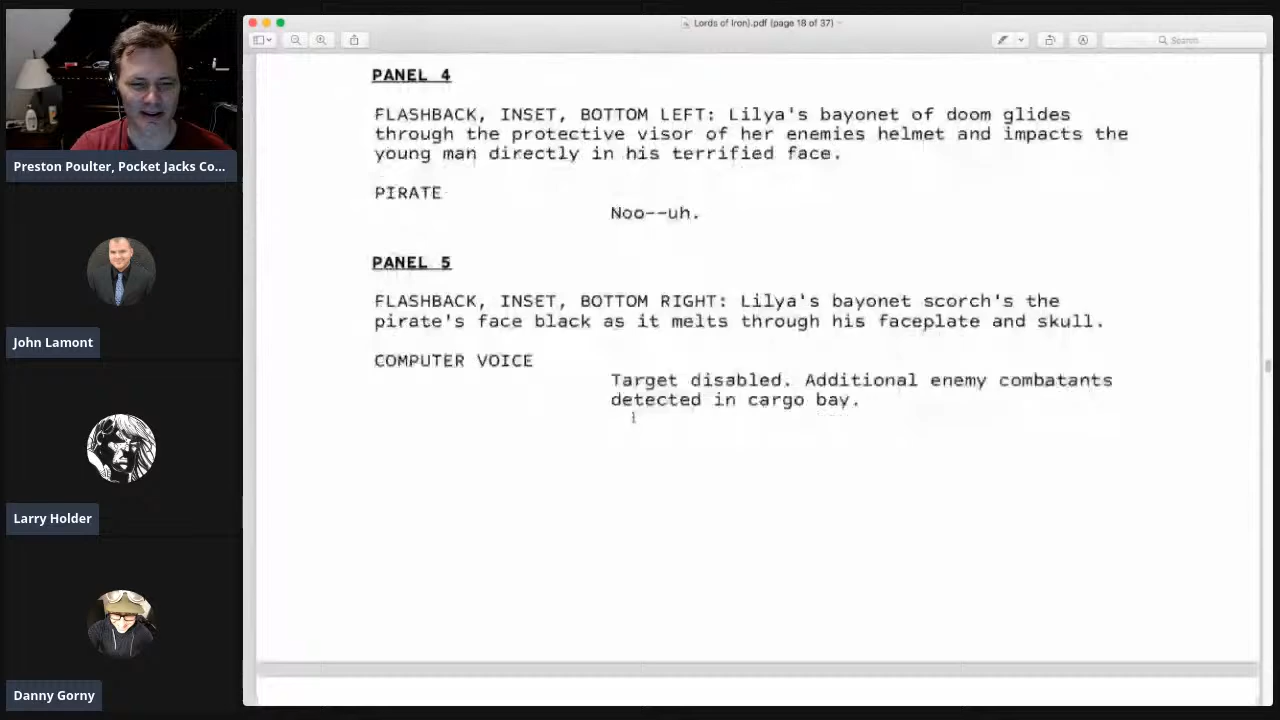 Lords of Iron).pdf (page 18 of 37)
Search
PANEL 4
FLASHBACK, INSET, BOTTOM LEFT: Lilya's bayonet of doom glides
through the protective visor of her enemies helmet and impacts the
young man directly in his terrified face.
PIRATE
Noo--uh.
PANEL 5
FLASHBACK, INSET, BOTTOM RIGHT: Lilya's bayonet scorch's the
pirate's face black as it melts through his faceplate and skull.
COMPUTER VOICE
Target disabled. Additional enemy combatants
detected in cargo bay.
Preston Poulter, Pocket Jacks Co...
John Lamont
Larry Holder
Danny Gorny